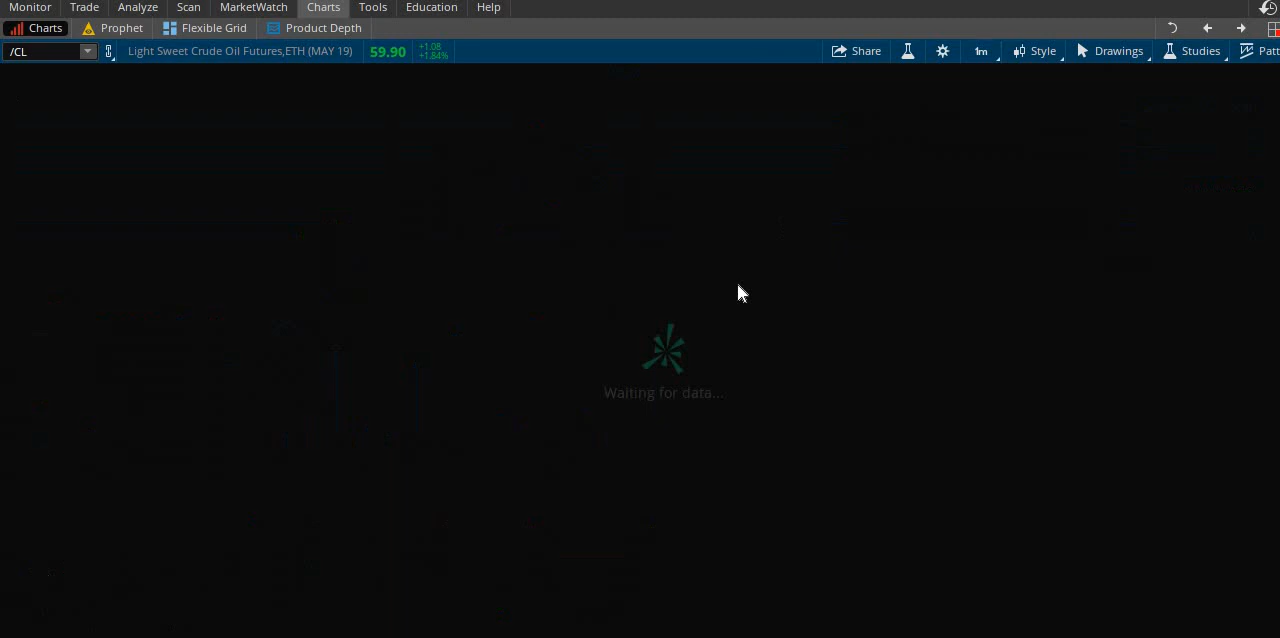 Monitor Trade Analyze Scan MarketWatch Charts Tools Education Help
Charts Prophet Flexible Grid Product Depth
/CL Light Sweet Crude Oil Futures,ETH (MAY 19) 59.90 +1.08 Share 1m Style Drawings Studies Patt
+1.84%
Waiting for data...